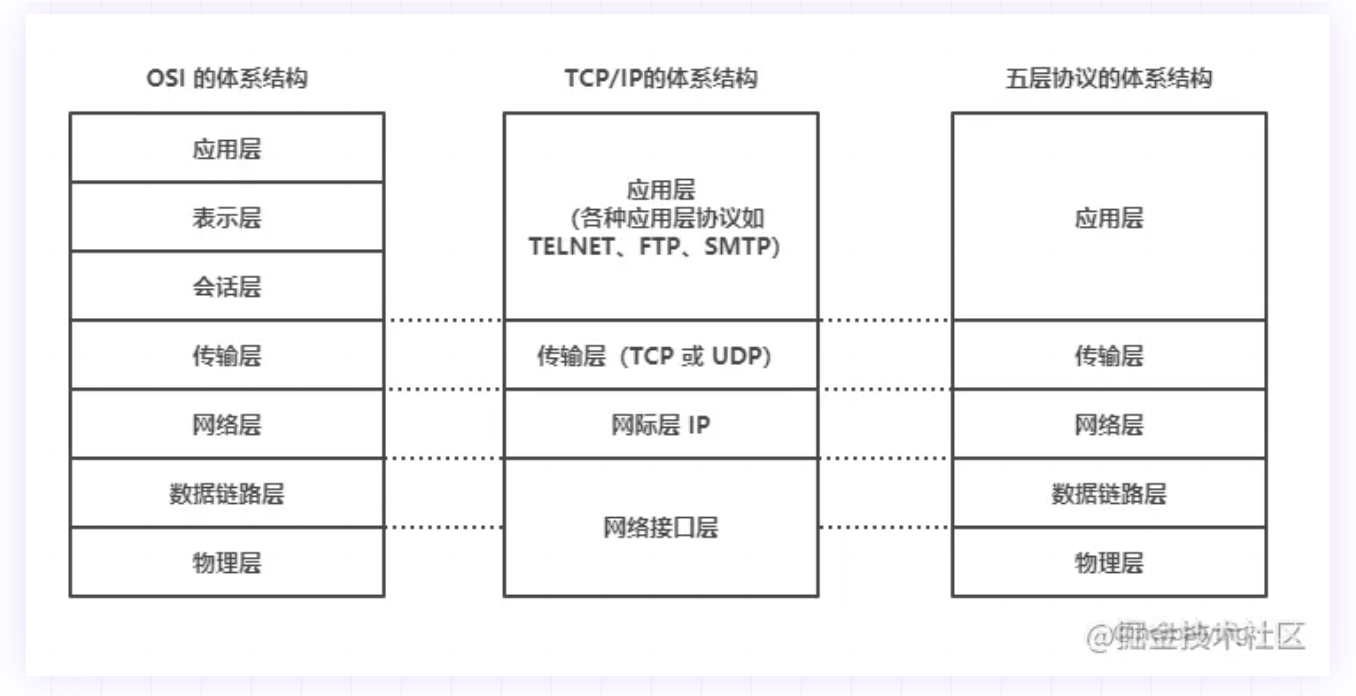 OSI 的体系结构
应用层
表示层
会话层
传输层
网络层
数据链路层
物理层
TCP/IP的体系结构
应用层
(各种应用层协议如
TELNET、FTP、SMTP)
传输层（TCP 或 UDP）
网际层 IP
网络接口层
五层协议的体系结构
应用层
传输层
网络层
数据链路层
物理层
@掘金技术社区